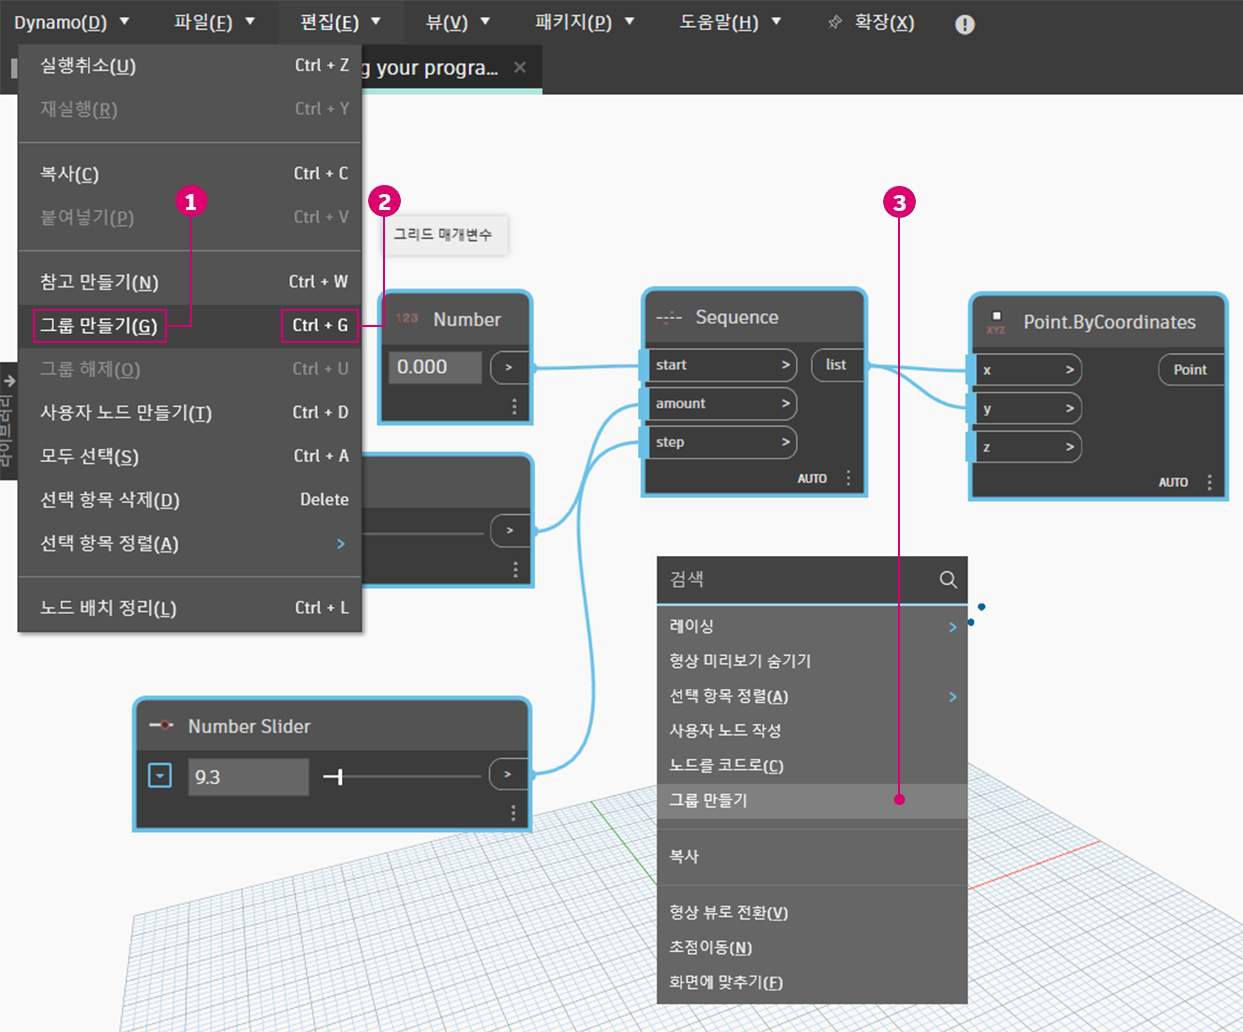 Dynamo(D) 파일(F) 편집(E) 뷰(V) 패키지(P) 도움말(H) 확장(X)
g your progra...
실행취소(U) Ctrl + Z
재실행(R) Ctrl + Y
복사(C) Ctrl + C
붙여넣기(P) Ctrl + V
참고 만들기(N) Ctrl + W
그룹 만들기(G) Ctrl + G
그룹 해제(O) Ctrl + U
사용자 노드 만들기(T) Ctrl + D
모두 선택(S) Ctrl + A
선택 항목 삭제(D) Delete
선택 항목 정렬(A) >
노드 배치 정리(L) Ctrl + L
1
2
3
라이브러리
그리드 매개변수
123 Number
0.000 >
>
Sequence
start > list
amount >
step >
AUTO
XYZ Point.ByCoordinates
x > Point
y >
z >
AUTO
Number Slider
9.3 >
검색
레이싱 >
형상 미리보기 숨기기
선택 항목 정렬(A) >
사용자 노드 작성
노드를 코드로(C)
그룹 만들기
복사
형상 뷰로 전환(V)
초점이동(N)
화면에 맞추기(F)